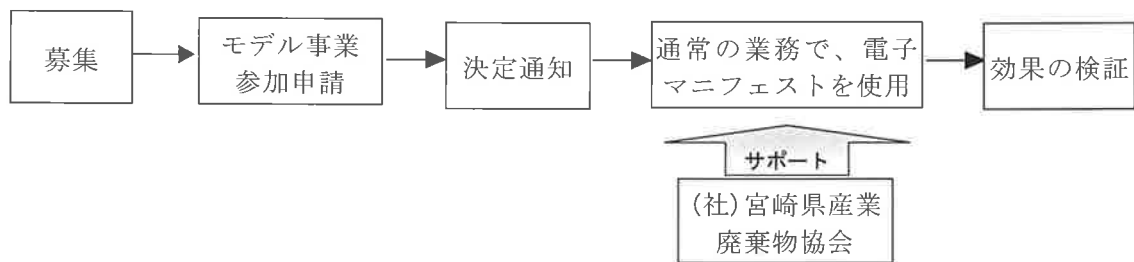 募集
モデル事業
参加申請
決定通知
通常の業務で、電子
マニフェストを使用
効果の検証
サポート
(社)宮崎県産業
廃棄物協会